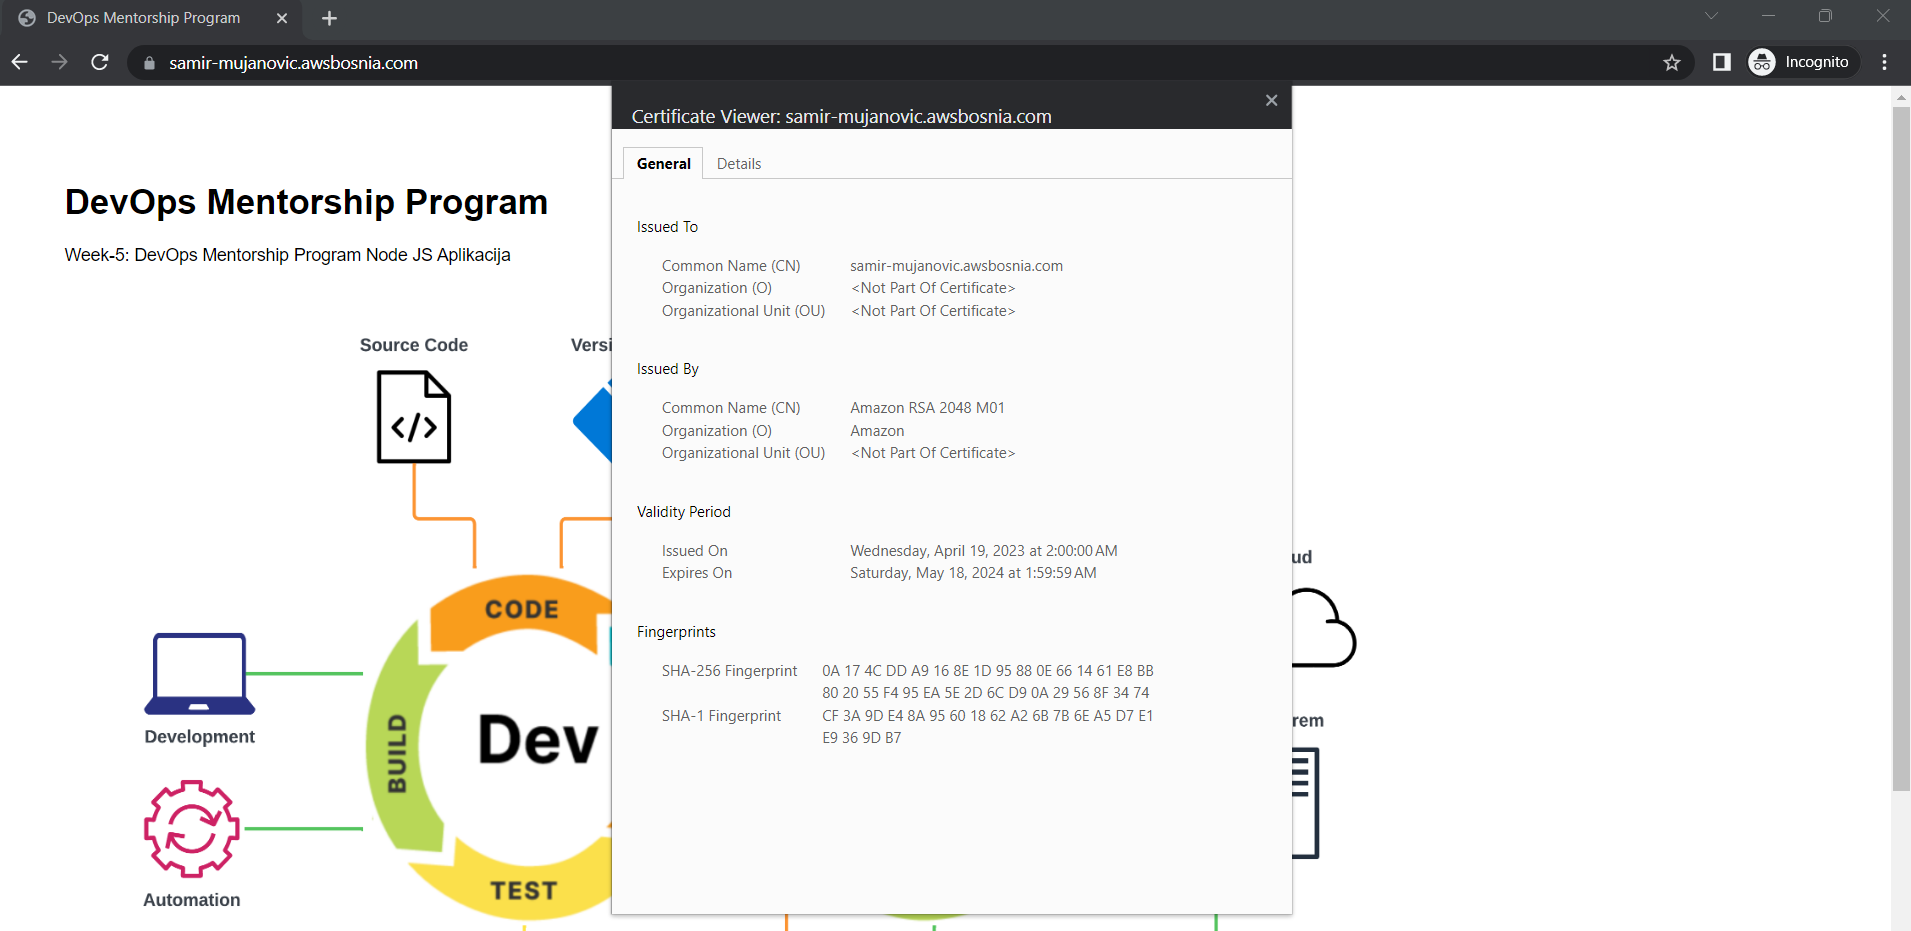 DevOps Mentorship Program
samir-mujanovic.awsbosnia.com
Incognito
DevOps Mentorship Program
Week-5: DevOps Mentorship Program Node JS Aplikacija
Source Code
Versi
CODE
BUILD
Dev
TEST
Development
Automation
Certificate Viewer: samir-mujanovic.awsbosnia.com
General Details
Issued To
Common Name (CN) samir-mujanovic.awsbosnia.com
Organization (O) <Not Part Of Certificate>
Organizational Unit (OU) <Not Part Of Certificate>
Issued By
Common Name (CN) Amazon RSA 2048 M01
Organization (O) Amazon
Organizational Unit (OU) <Not Part Of Certificate>
Validity Period
Issued On Wednesday, April 19, 2023 at 2:00:00 AM
Expires On Saturday, May 18, 2024 at 1:59:59 AM
Fingerprints
SHA-256 Fingerprint 0A 17 4C DD A9 16 8E 1D 95 88 0E 66 14 61 E8 BB
80 20 55 F4 95 EA 5E 2D 6C D9 0A 29 56 8F 34 74
SHA-1 Fingerprint CF 3A 9D E4 8A 95 60 18 62 A2 6B 7B 6E A5 D7 E1
E9 36 9D B7
ud
rem